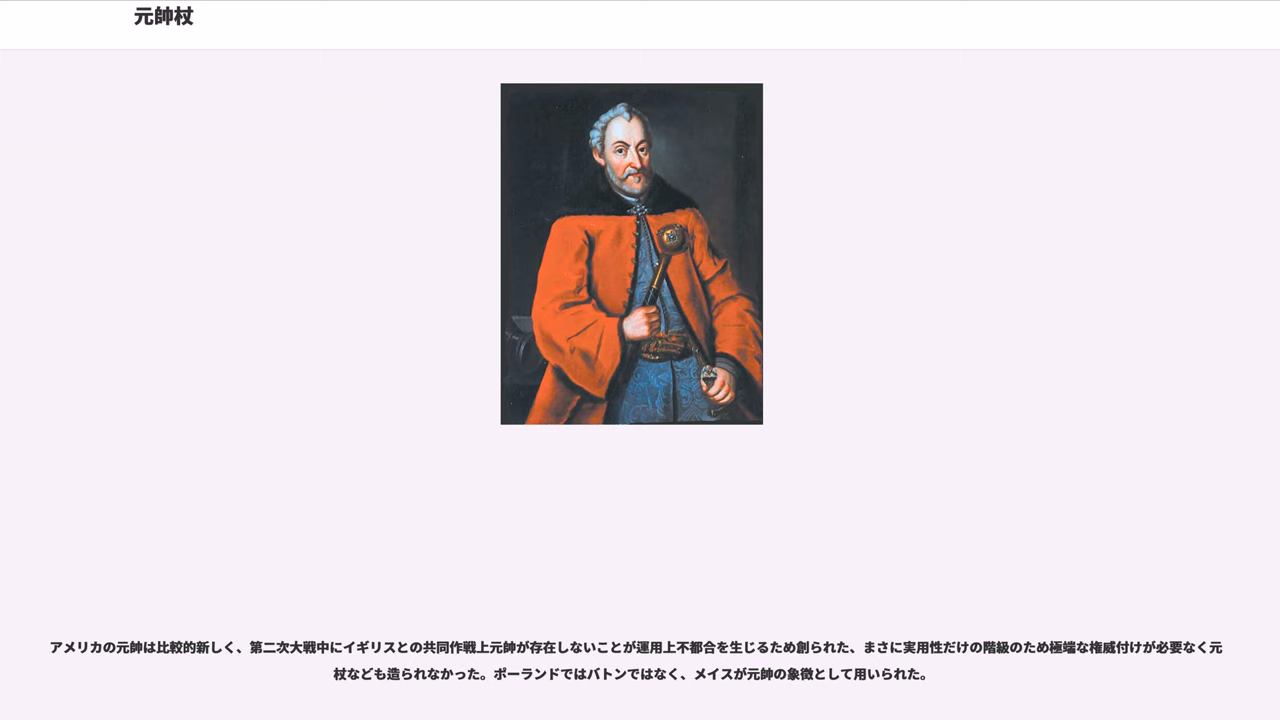 元帥杖
アメリカの元帥は比較的新しく、第二次大戦中にイギリスとの共同作戦上元帥が存在しないことが運用上不都合を生じるため創られた、まさに実用性だけの階級のため極端な権威付けが必要なく元
杖なども造られなかった。ポーランドではバトンではなく、メイスが元帥の象徴として用いられた。